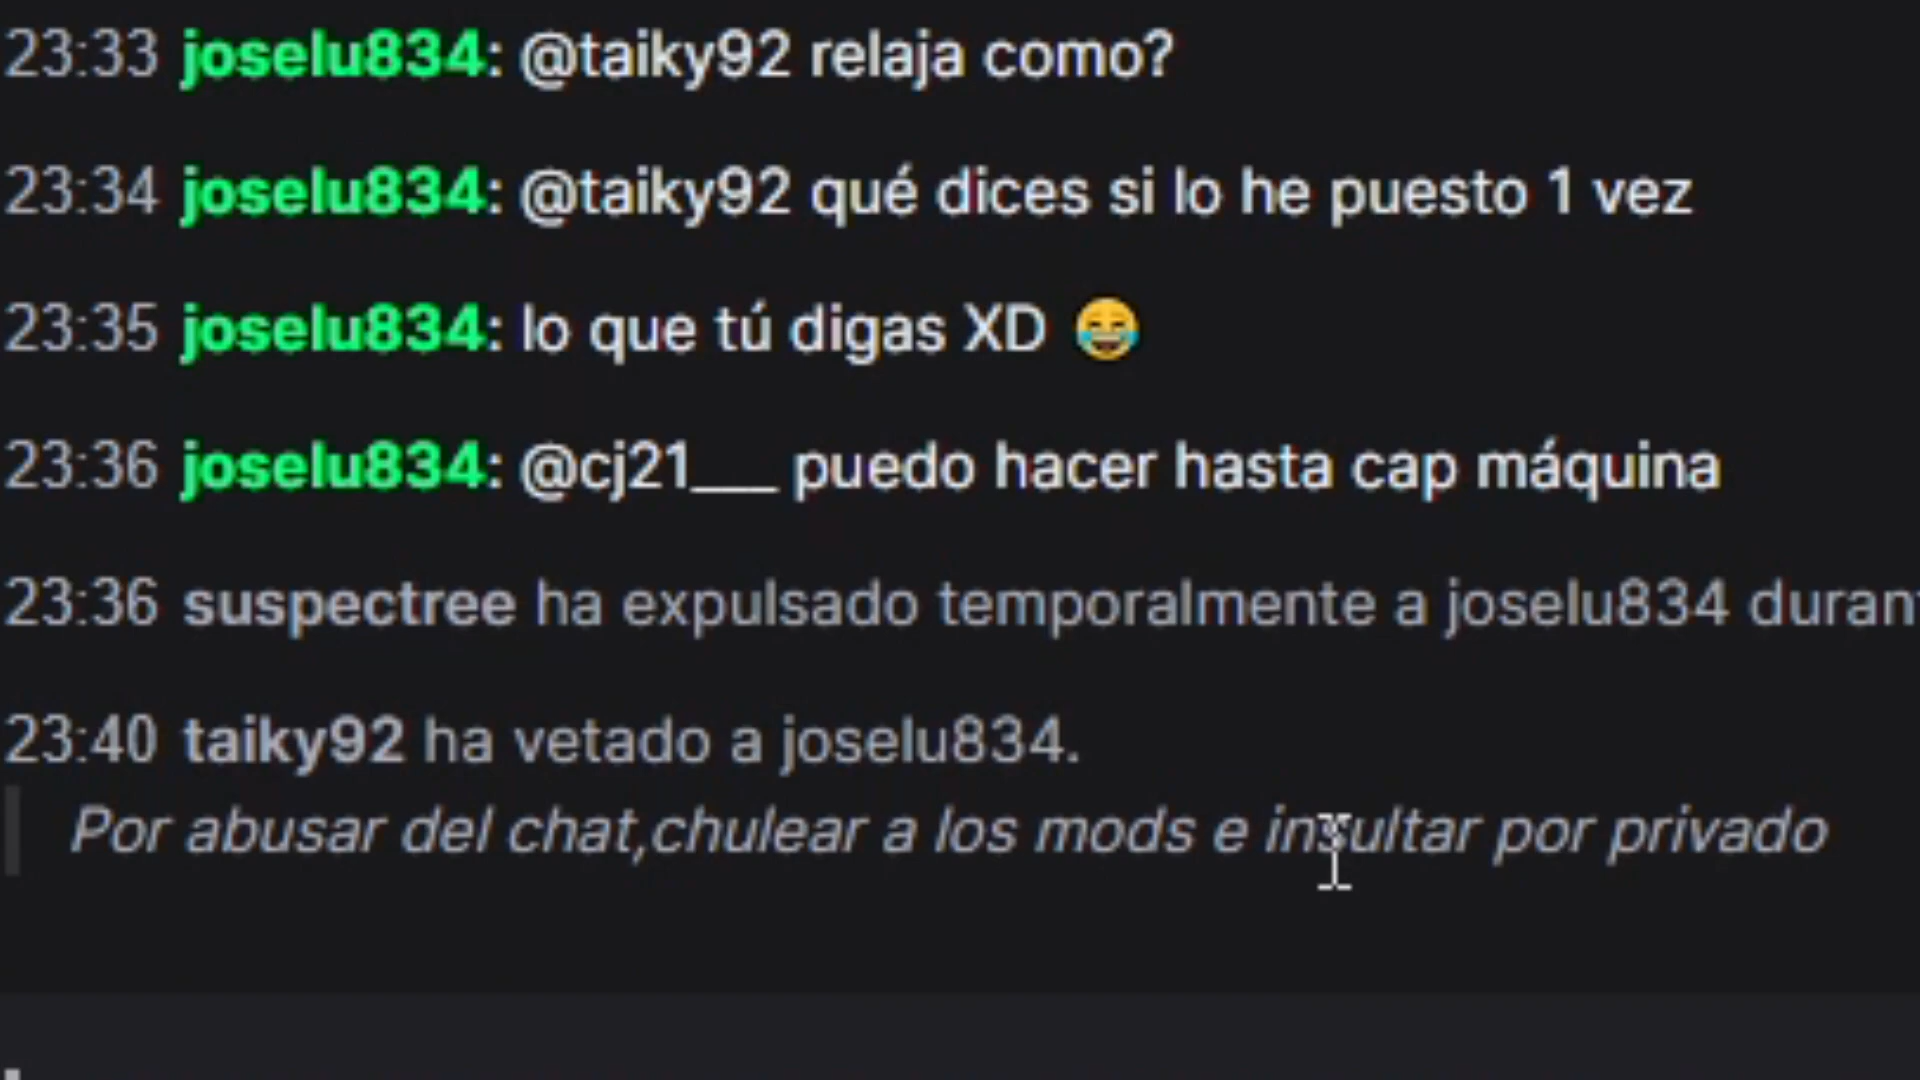 23:33 joselu834: @taiky92 relaja como?
23:34 joselu834: @taiky92 qué dices si lo he puesto 1 vez
23:35 joselu834: lo que tú digas XD 😂
23:36 joselu834: @cj21___ puedo hacer hasta cap máquina
23:36 suspectree ha expulsado temporalmente a joselu834
23:40 taiky92 ha vetado a joselu834.
Por abusar del chat,chulear a los mods e insultar por privado